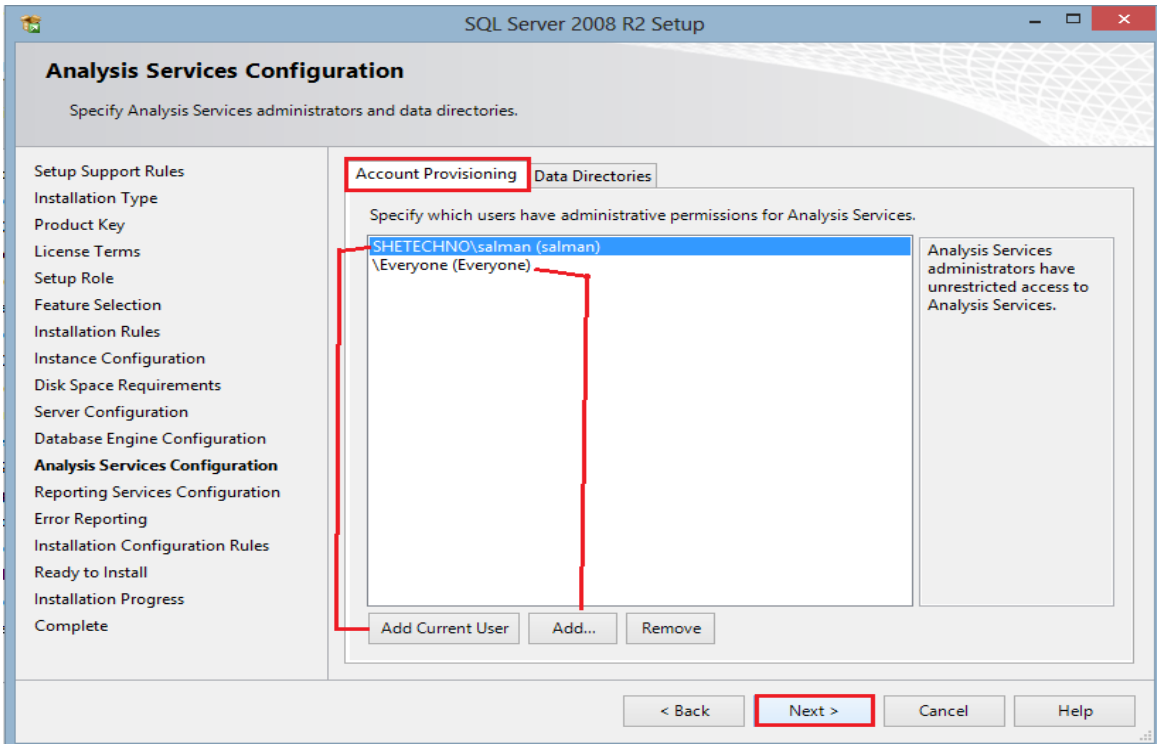 SQL Server 2008 R2 Setup
Analysis Services Configuration
Specify Analysis Services administrators and data directories.
Setup Support Rules
Installation Type
Product Key
License Terms
Setup Role
Feature Selection
Installation Rules
Instance Configuration
Disk Space Requirements
Server Configuration
Database Engine Configuration
Analysis Services Configuration
Reporting Services Configuration
Error Reporting
Installation Configuration Rules
Ready to Install
Installation Progress
Complete
Account Provisioning
Data Directories
Specify which users have administrative permissions for Analysis Services.
SHETECHNO\salman (salman)
\Everyone (Everyone)
Analysis Services
administrators have
unrestricted access to
Analysis Services.
Add Current User
Add...
Remove
< Back
Next >
Cancel
Help